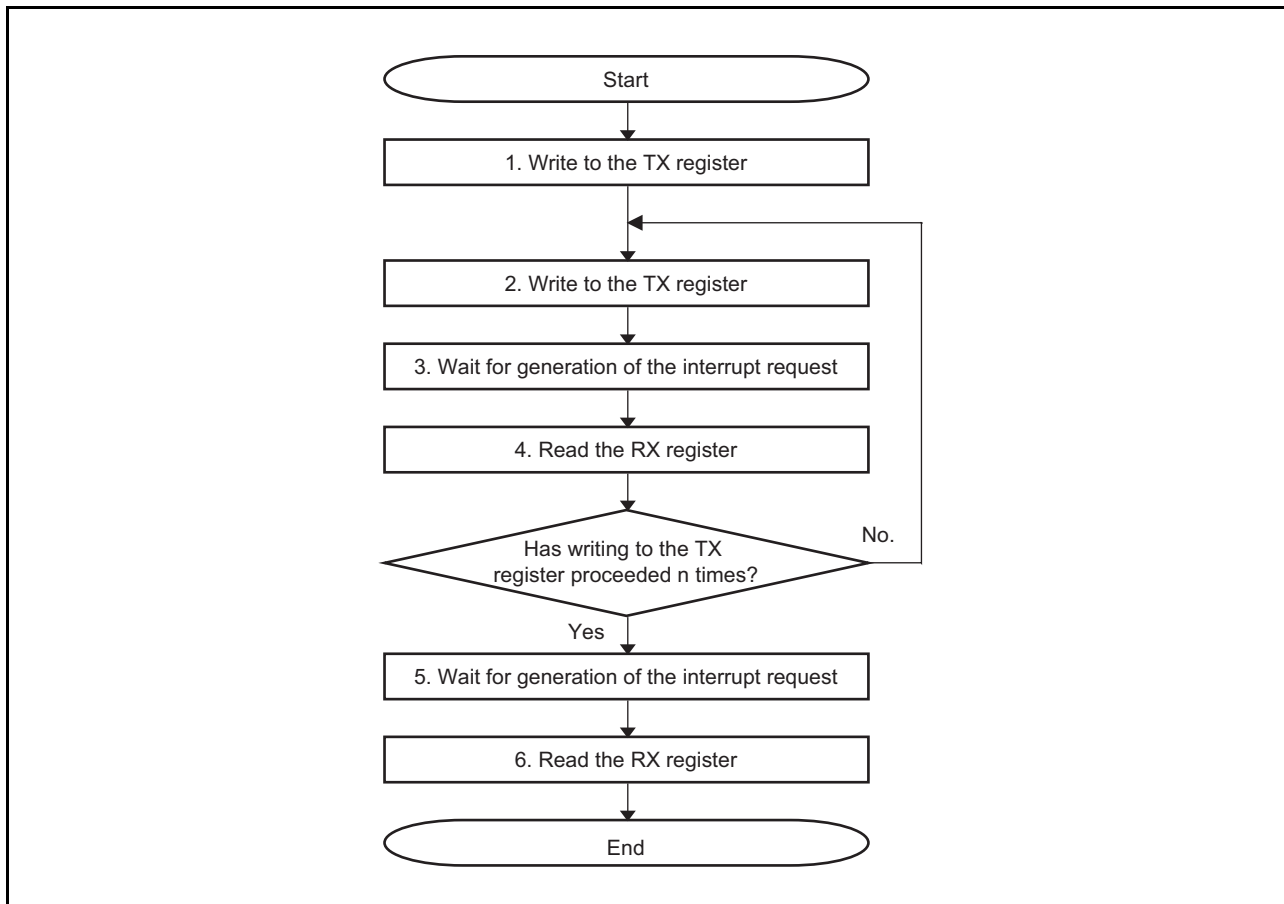 Start
1. Write to the TX register
2. Write to the TX register
3. Wait for generation of the interrupt request
4. Read the RX register
Has writing to the TX
register proceeded n times?
No.
Yes
5. Wait for generation of the interrupt request
6. Read the RX register
End